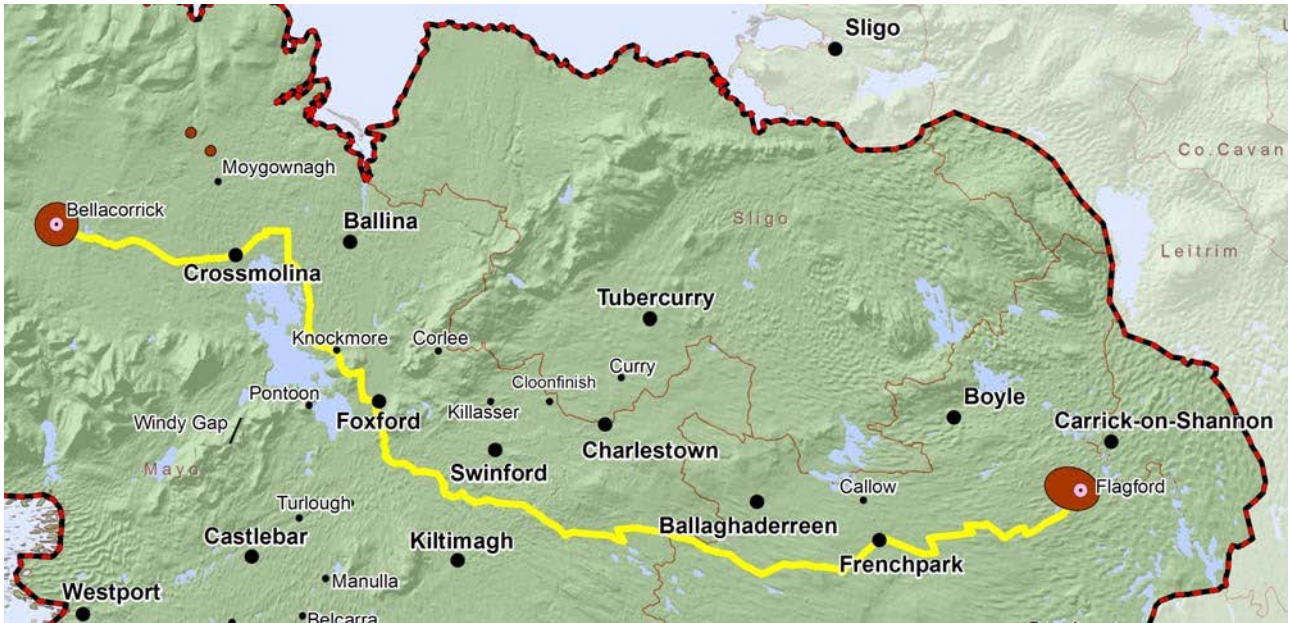 Sligo
Co.Cavan
Moygownagh
Bellacorrick
Ballina
Sligo
Leitrim
Crossmolina
Tubercurry
Knockmore
Corlee
Curry
Cloonfinish
Pontoon
Killasser
Boyle
Windy Gap
Foxford
Carrick-on-Shannon
Charlestown
Mayo
Swinford
Callow
Flagford
Turlough
Ballaghaderreen
Castlebar
Kiltimagh
Frenchpark
Manulla
Westport
Belcarra